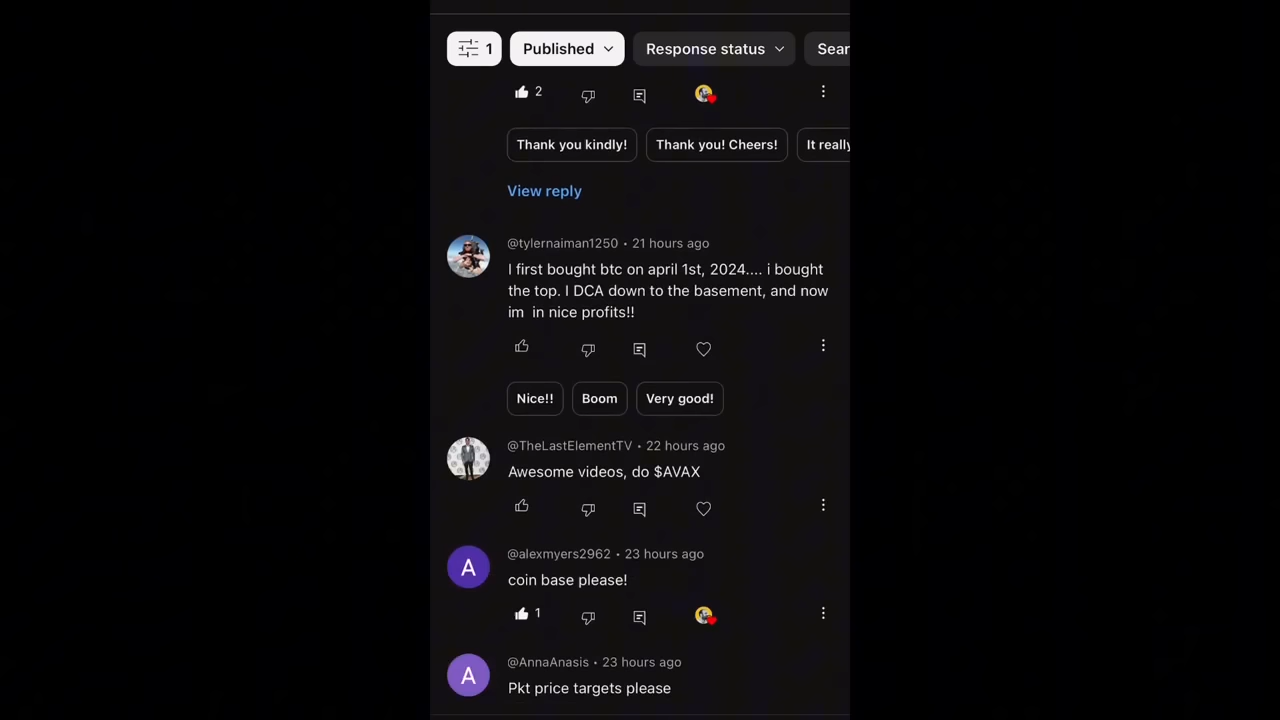 1 Published Response status Sear
2
Thank you kindly! Thank you! Cheers! It really
View reply
@tylernaiman1250 • 21 hours ago
I first bought btc on april 1st, 2024.... i bought
the top. I DCA down to the basement, and now
im in nice profits!!
Nice!! Boom Very good!
@TheLastElementTV • 22 hours ago
Awesome videos, do $AVAX
A
@alexmyers2962 • 23 hours ago
coin base please!
1
A
@AnnaAnasis • 23 hours ago
Pkt price targets please